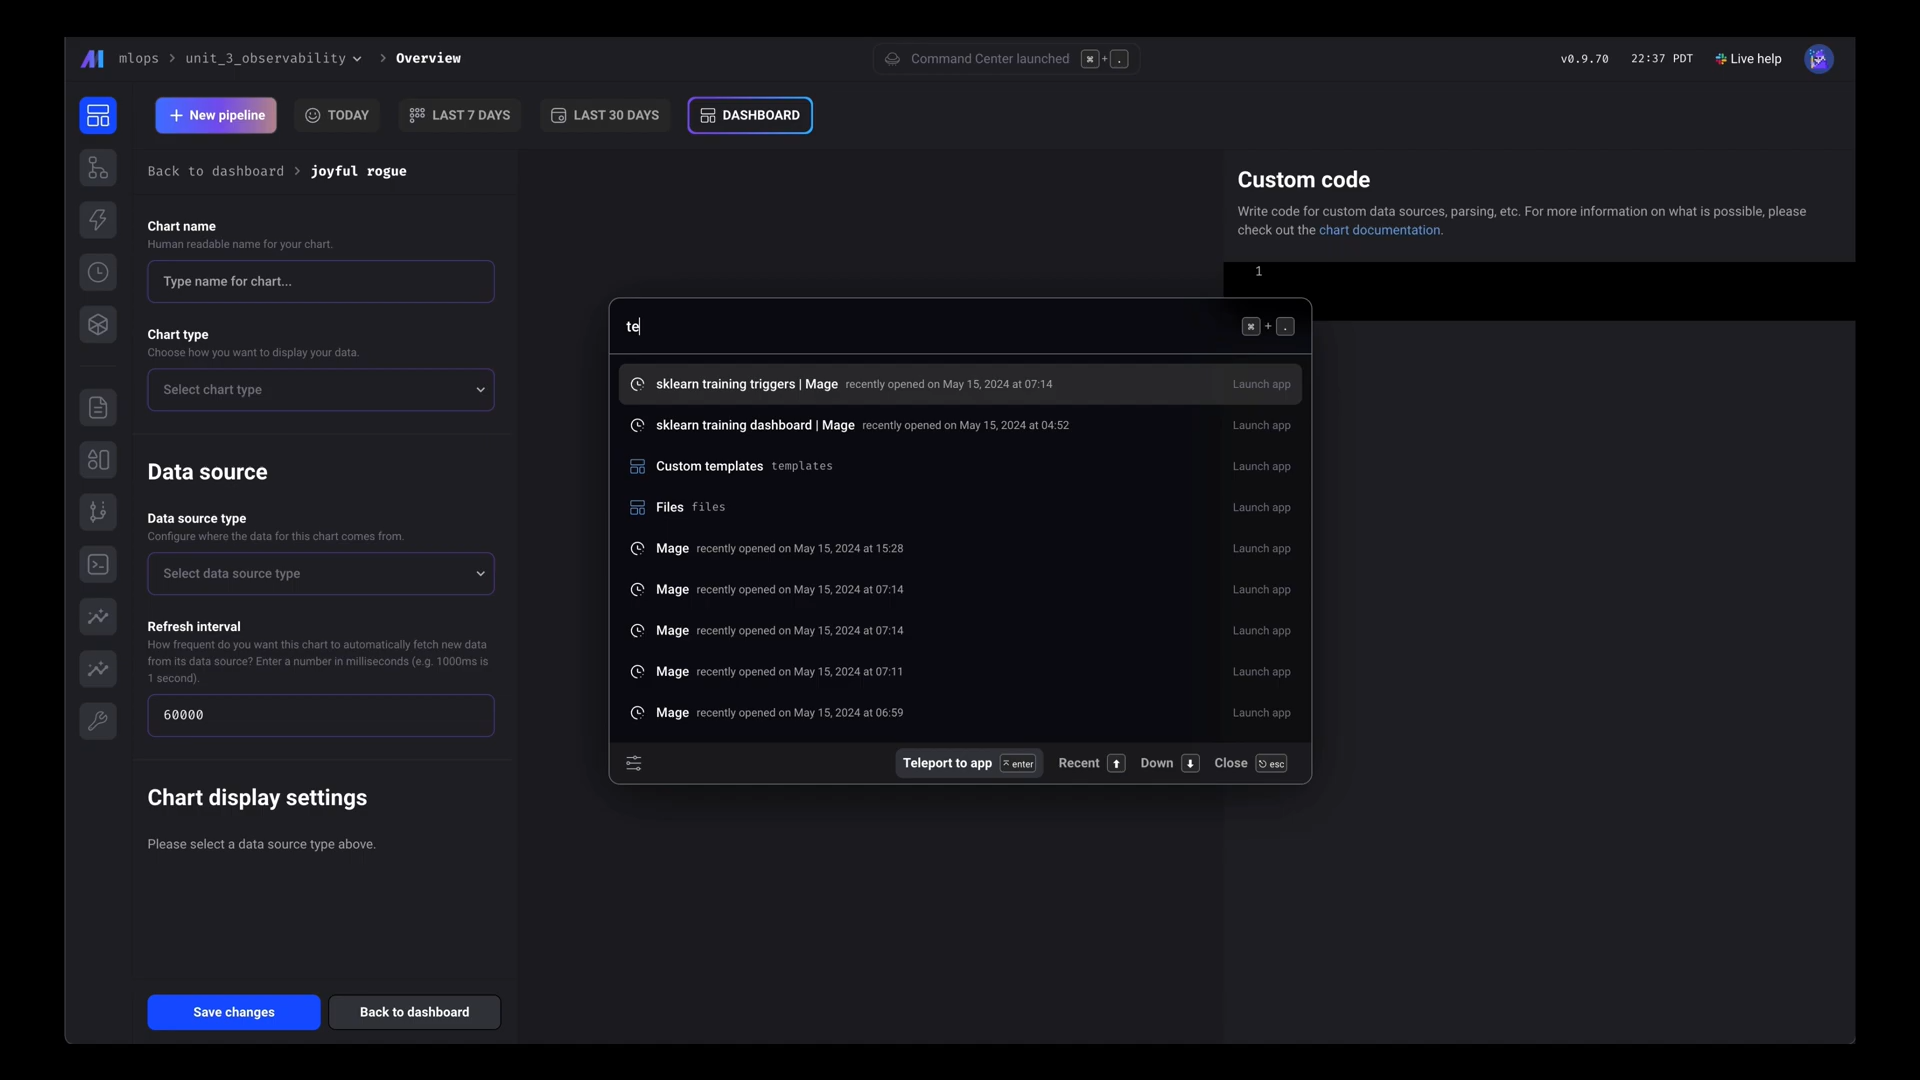 mlops > unit_3_observability > Overview
Command Center launched ⌘ + .
v0.9.70 22:37 PDT Live help
+ New pipeline TODAY LAST 7 DAYS LAST 30 DAYS DASHBOARD
Back to dashboard > joyful rogue
Chart name
Human readable name for your chart.
Type name for chart...
Chart type
Choose how you want to display your data.
Select chart type
Data source
Data source type
Configure where the data for this chart comes from.
Select data source type
Refresh interval
How frequent do you want this chart to automatically fetch new data
from its data source? Enter a number in milliseconds (e.g. 1000ms is
1 second).
60000
Chart display settings
Please select a data source type above.
Save changes Back to dashboard
te ⌘ + .
sklearn training triggers | Mage recently opened on May 15, 2024 at 07:14 Launch app
sklearn training dashboard | Mage recently opened on May 15, 2024 at 04:52 Launch app
Custom templates templates Launch app
Files files Launch app
Mage recently opened on May 15, 2024 at 15:28 Launch app
Mage recently opened on May 15, 2024 at 07:14 Launch app
Mage recently opened on May 15, 2024 at 07:14 Launch app
Mage recently opened on May 15, 2024 at 07:11 Launch app
Mage recently opened on May 15, 2024 at 06:59 Launch app
Teleport to app enter Recent ↑ Down ↓ Close esc
Custom code
Write code for custom data sources, parsing, etc. For more information on what is possible, please
check out the chart documentation.
1